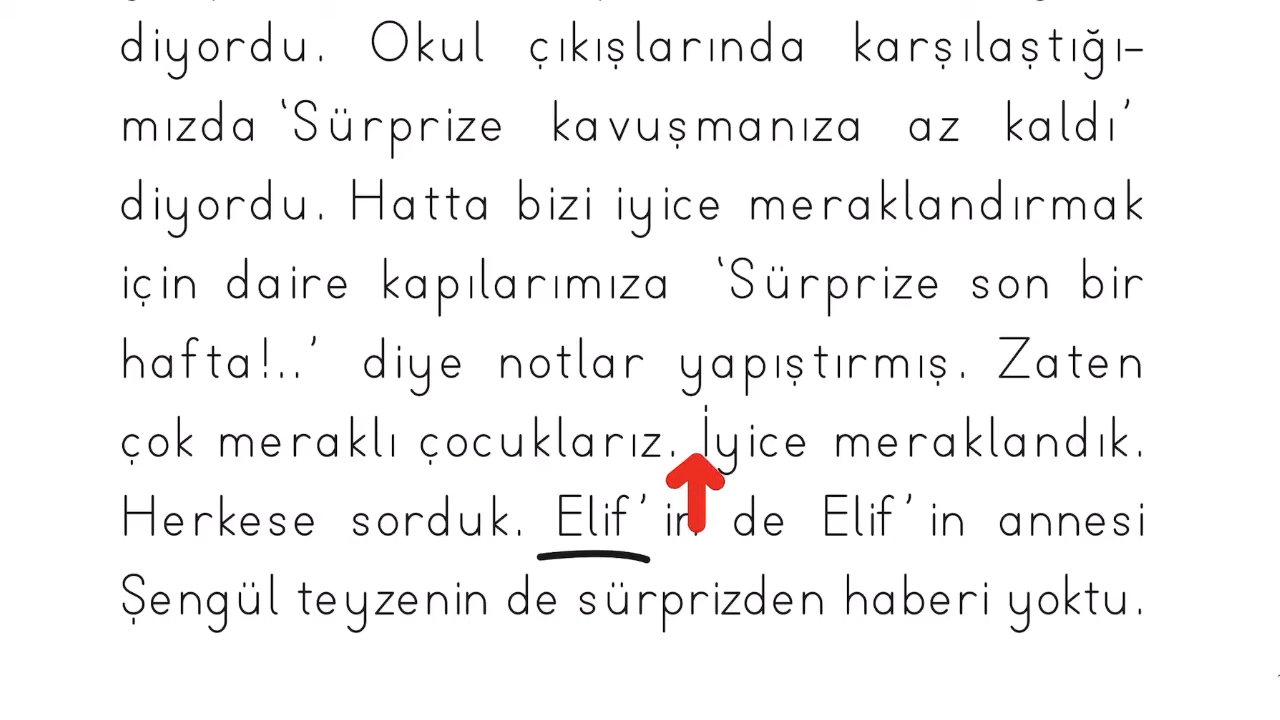 diyordu. Okul çıkışlarında karşılaştığı-
mızda ‘Sürprize kavuşmanıza az kaldı’
diyordu. Hatta bizi iyice meraklandırmak
için daire kapılarımıza ‘Sürprize son bir
hafta!..’ diye notlar yapıştırmış. Zaten
çok meraklı çocuklarız. İyice meraklandık.
Herkese sorduk. Elif’in de Elif’in annesi
Şengül teyzenin de sürprizden haberi yoktu.